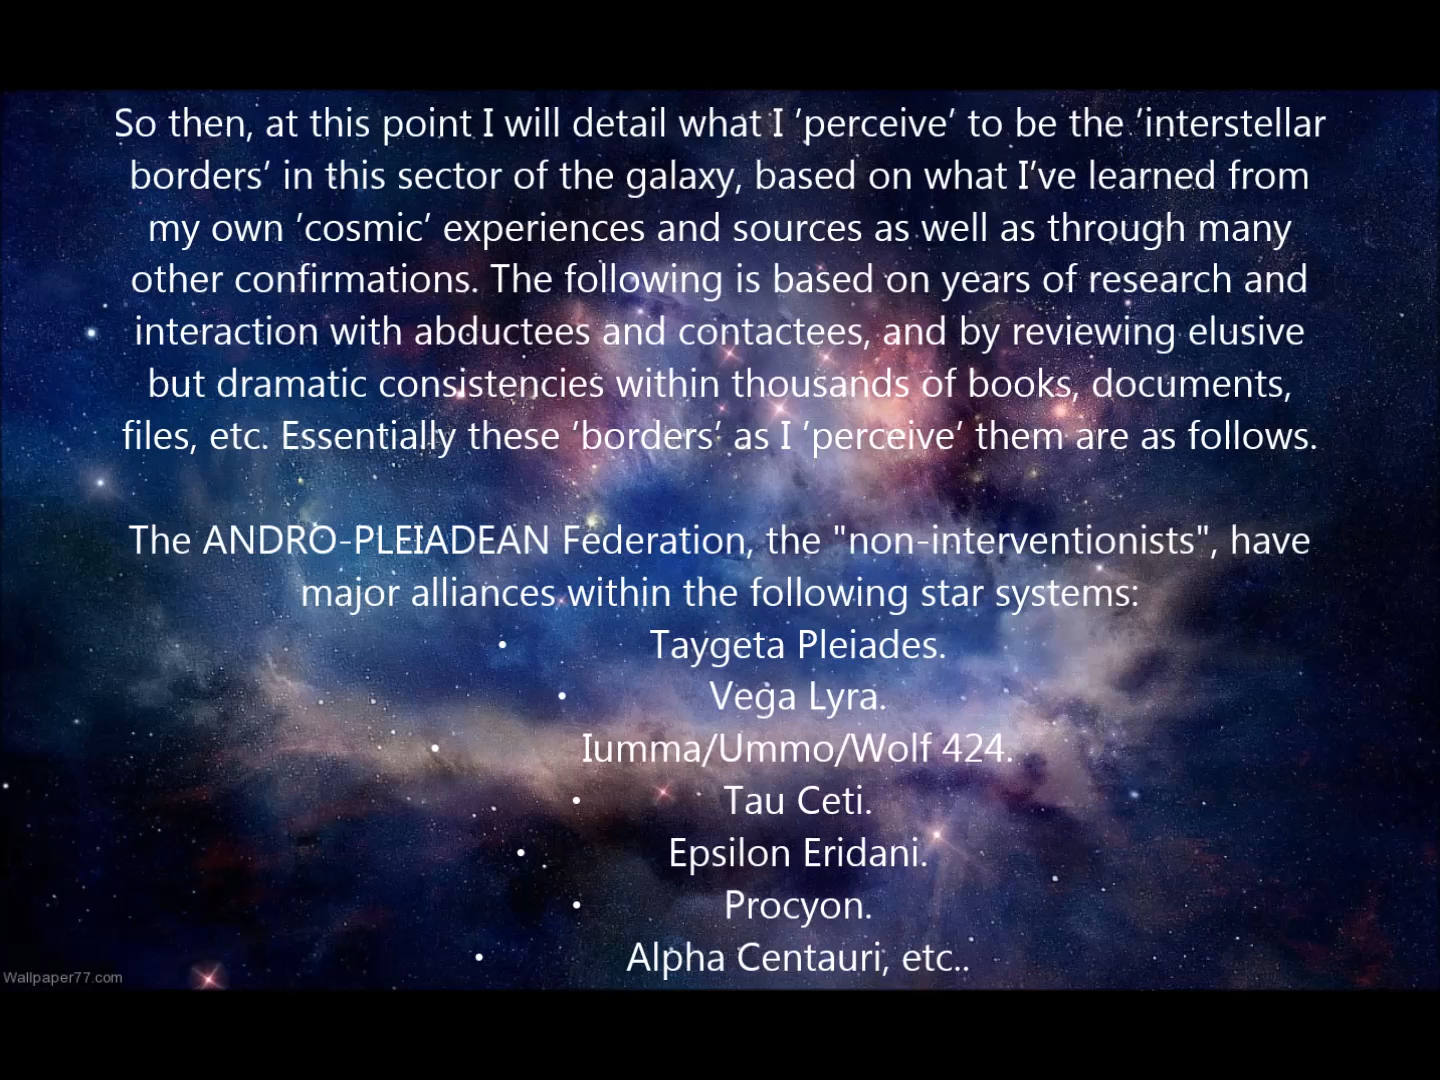 So then, at this point I will detail what I ’perceive’ to be the ’interstellar
borders’ in this sector of the galaxy, based on what I’ve learned from
my own ’cosmic’ experiences and sources as well as through many
other confirmations. The following is based on years of research and
interaction with abductees and contactees, and by reviewing elusive
but dramatic consistencies within thousands of books, documents,
files, etc. Essentially these ’borders’ as I ’perceive’ them are as follows.
The ANDRO-PLEIADEAN Federation, the "non-interventionists", have
major alliances within the following star systems:
• Taygeta Pleiades.
• Vega Lyra.
• Iumma/Ummo/Wolf 424.
• Tau Ceti.
• Epsilon Eridani.
• Procyon.
• Alpha Centauri, etc..
Wallpaper77.com